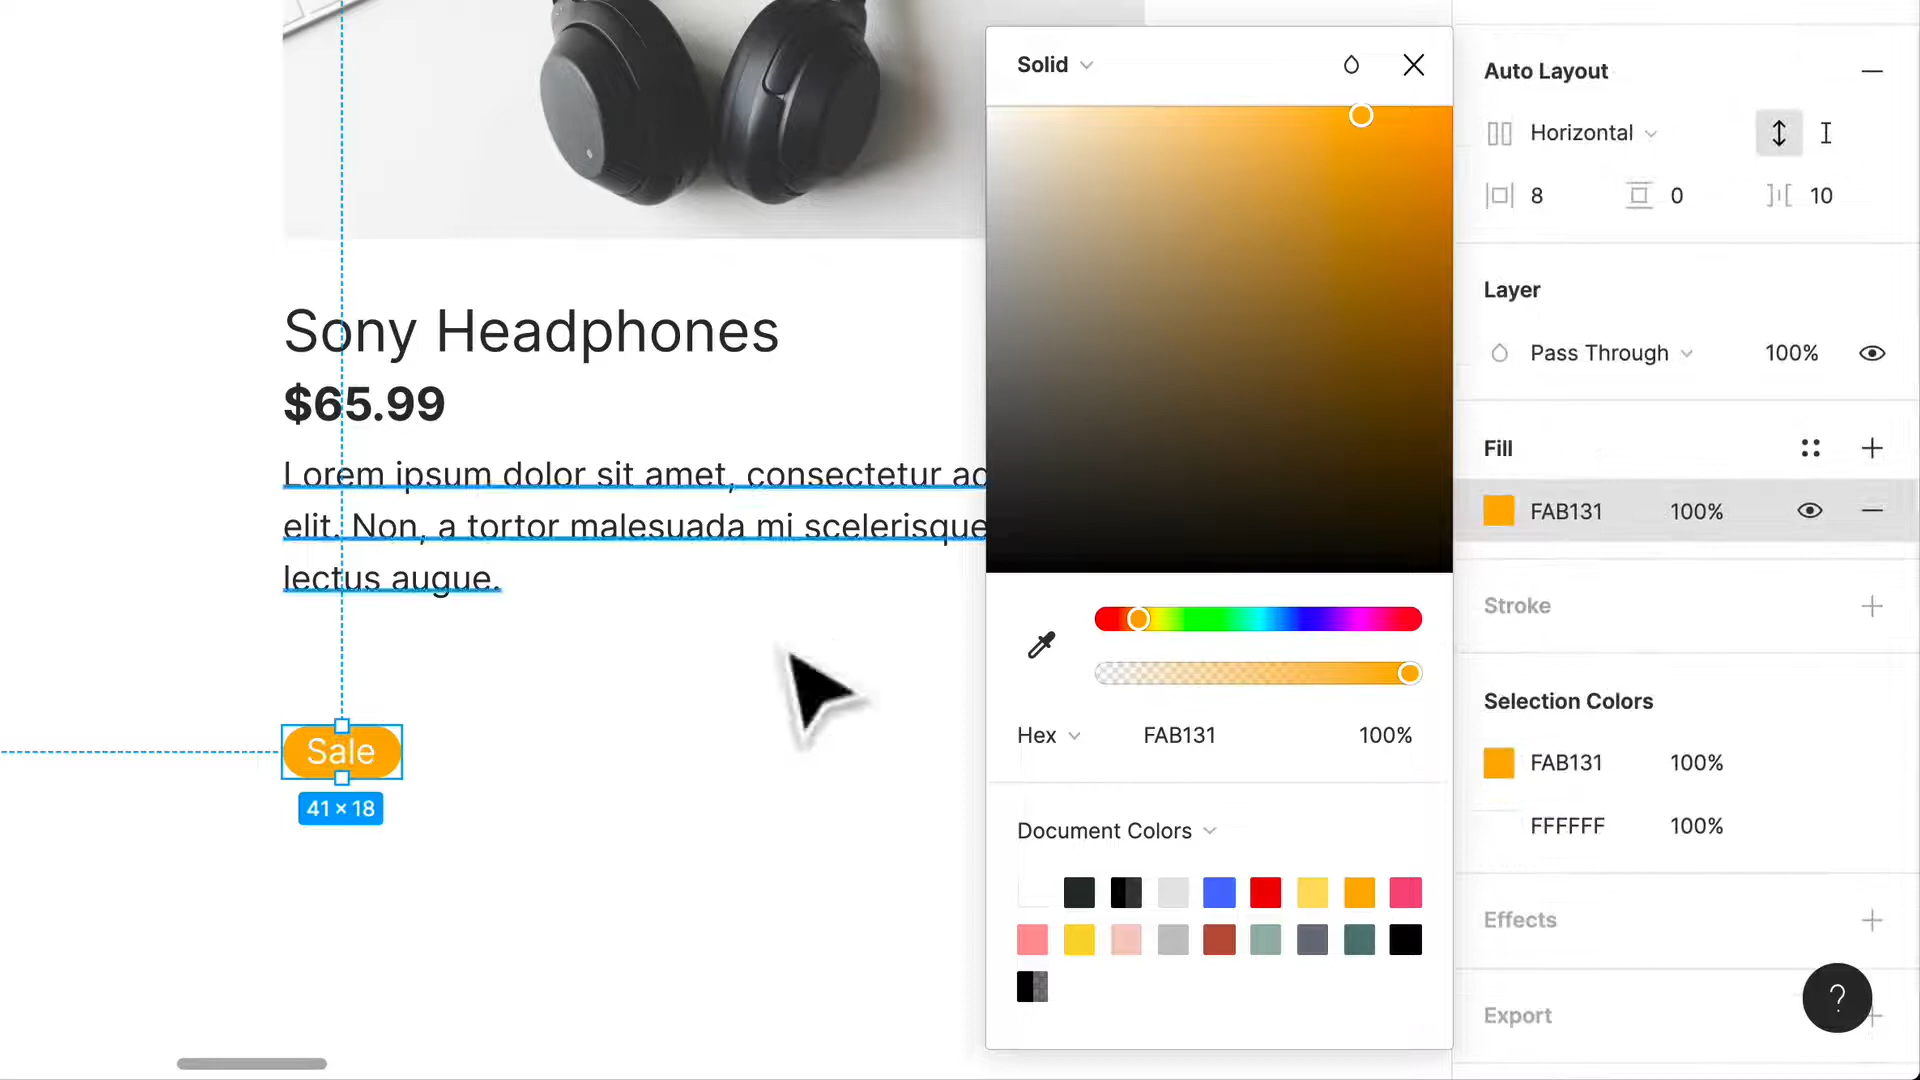 Sony Headphones
$65.99
Lorem ipsum dolor sit amet, consectetur
elit. Non, a tortor malesuada mi scelerisque
lectus augue.
Sale
41 × 18
Solid
Hex FAB131 100%
Document Colors
Auto Layout
Horizontal
8 0 10
Layer
Pass Through 100%
Fill
FAB131 100%
Stroke
Selection Colors
FAB131 100%
FFFFFF 100%
Effects
Export
?